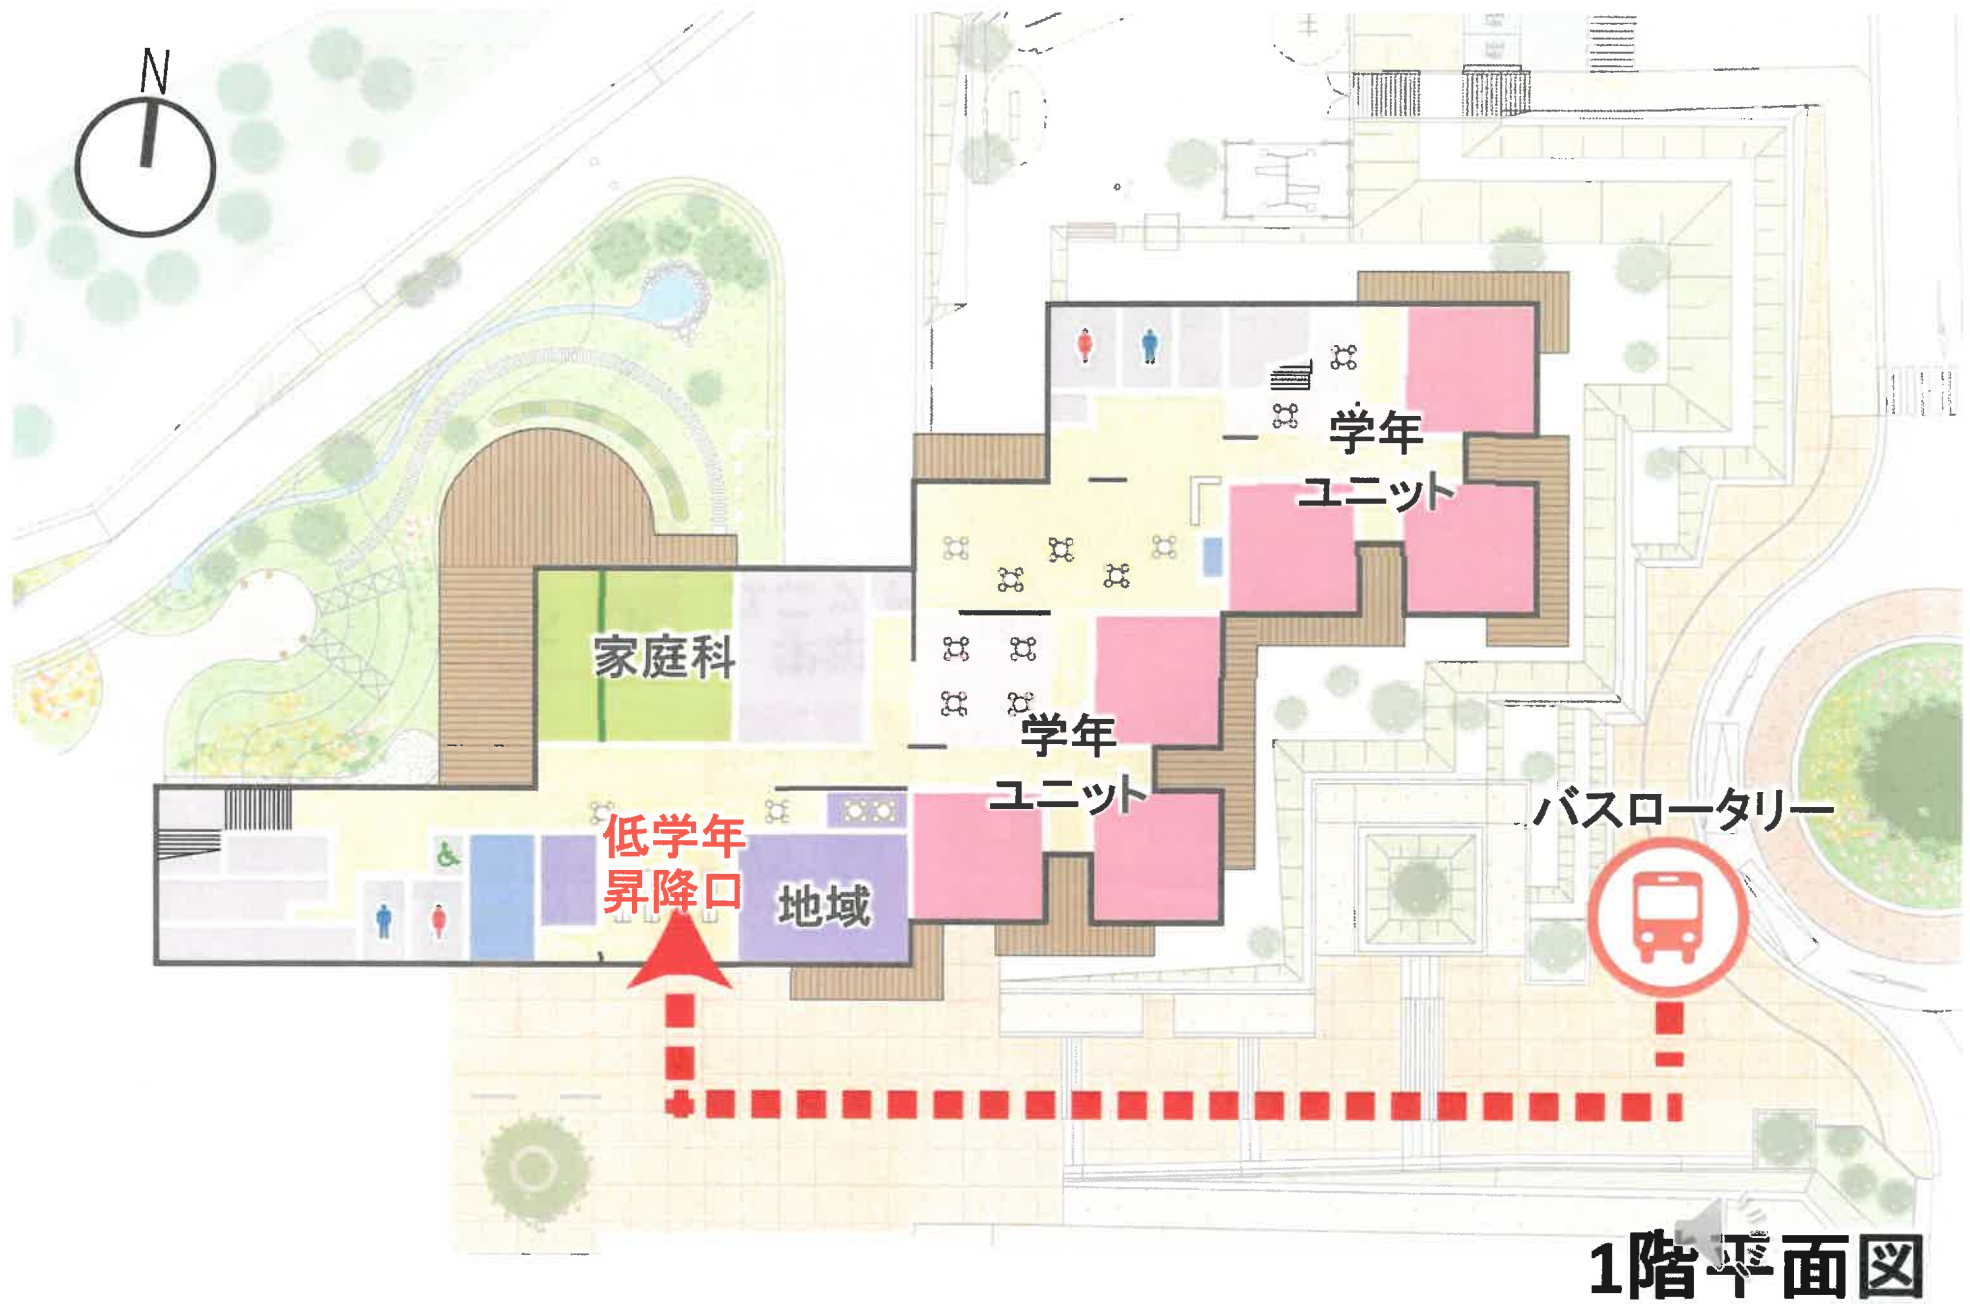 N
学年
ユニット
家庭科
学年
ユニット
バスロータリー
低学年
昇降口
地域
1階平面図